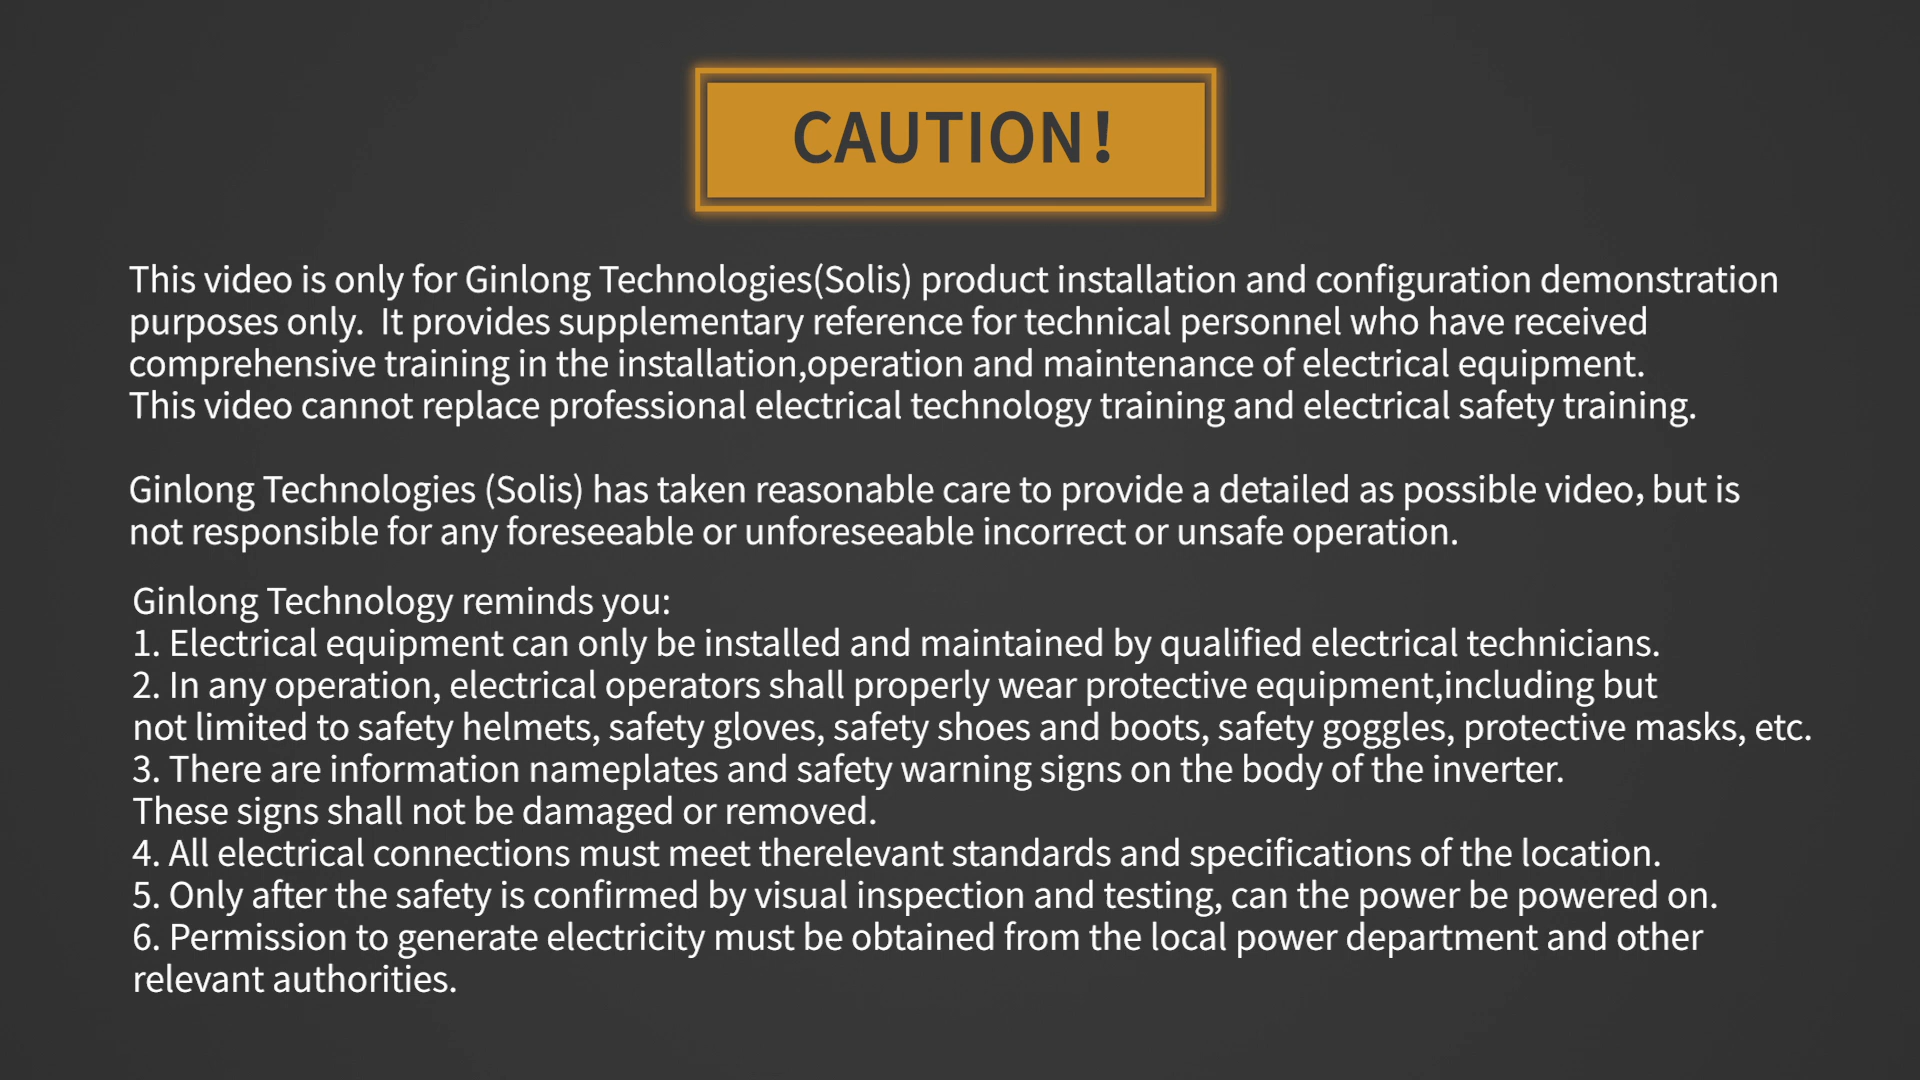 CAUTION!
This video is only for Ginlong Technologies(Solis) product installation and configuration demonstration
purposes only.  It provides supplementary reference for technical personnel who have received
comprehensive training in the installation,operation and maintenance of electrical equipment.
This video cannot replace professional electrical technology training and electrical safety training.
Ginlong Technologies (Solis) has taken reasonable care to provide a detailed as possible video, but is
not responsible for any foreseeable or unforeseeable incorrect or unsafe operation.
Ginlong Technology reminds you:
1. Electrical equipment can only be installed and maintained by qualified electrical technicians.
2. In any operation, electrical operators shall properly wear protective equipment,including but
not limited to safety helmets, safety gloves, safety shoes and boots, safety goggles, protective masks, etc.
3. There are information nameplates and safety warning signs on the body of the inverter.
These signs shall not be damaged or removed.
4. All electrical connections must meet therelevant standards and specifications of the location.
5. Only after the safety is confirmed by visual inspection and testing, can the power be powered on.
6. Permission to generate electricity must be obtained from the local power department and other
relevant authorities.